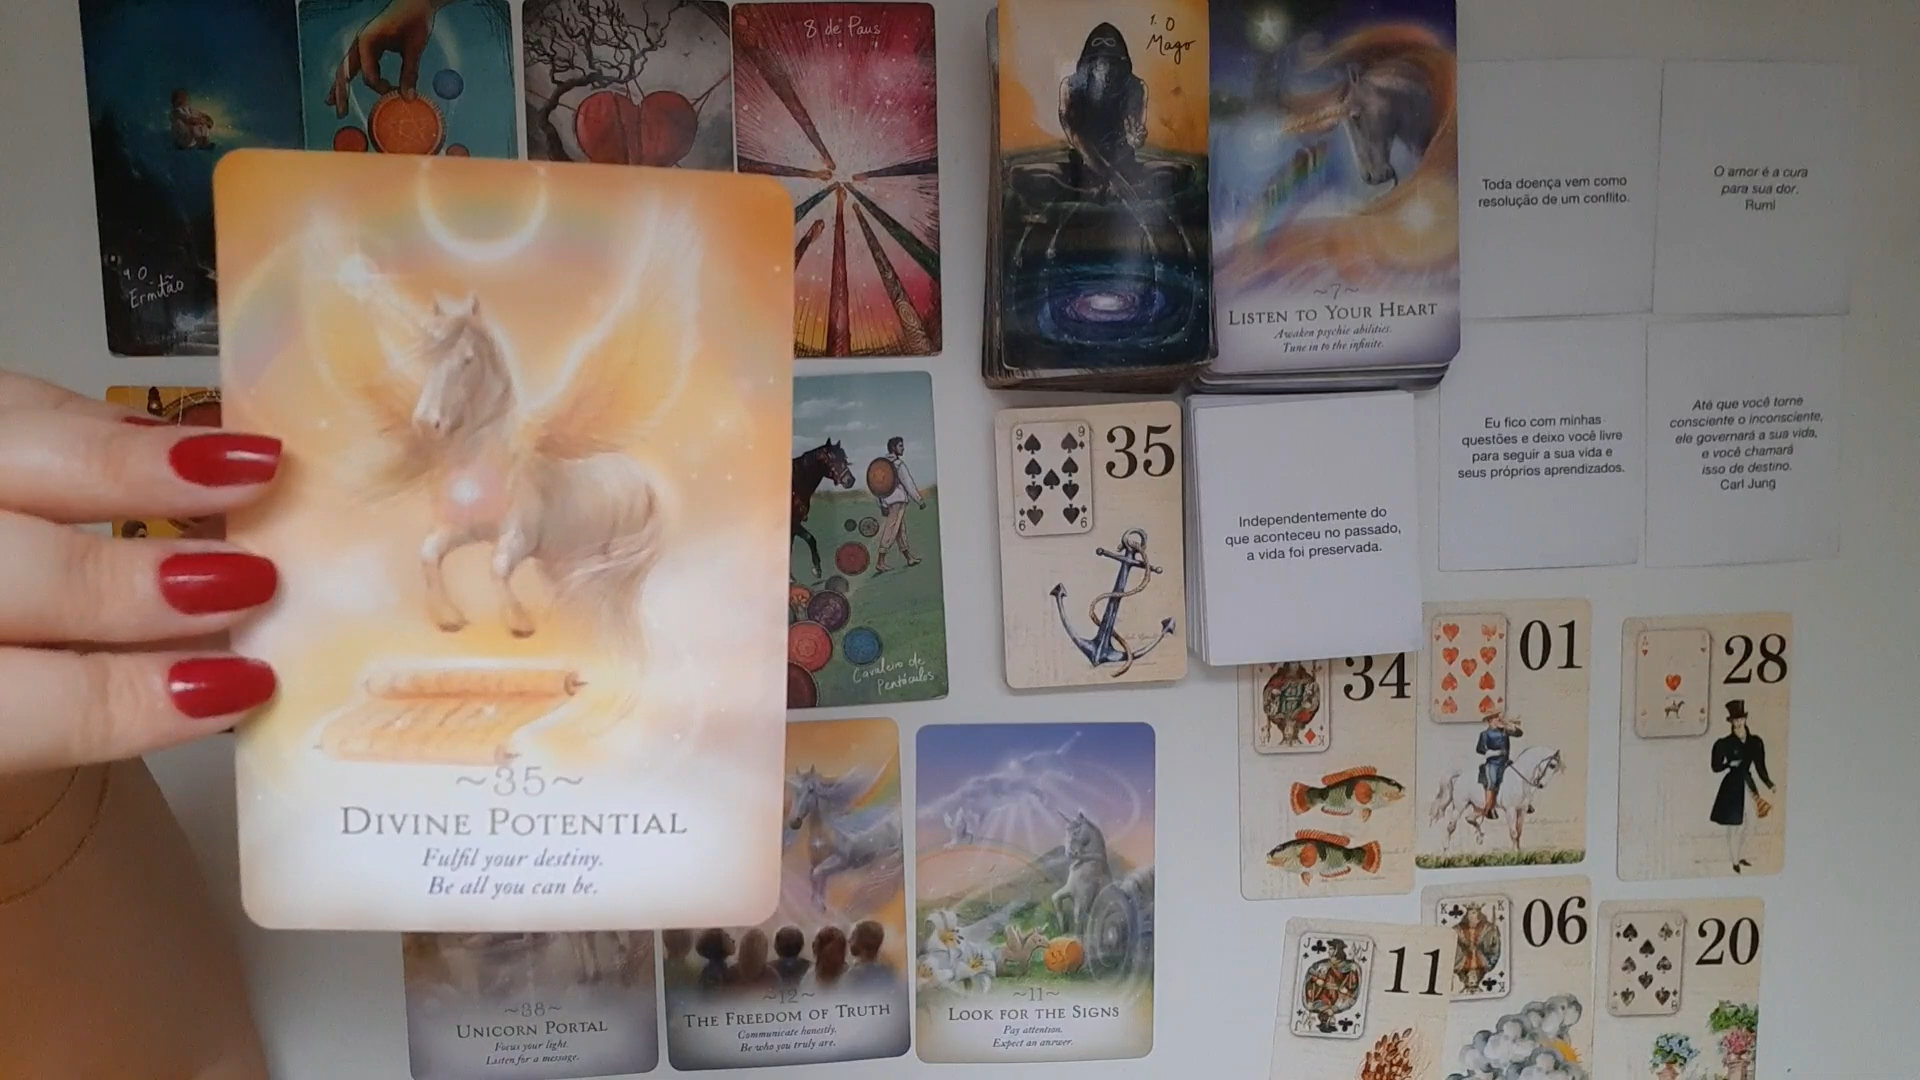 8 de Paus
1. O
Mago
9 O
Ermitão
~7~
LISTEN TO YOUR HEART
Awaken psychic abilities.
Tune in to the infinite.
Toda doença vem como
resolução de um conflito.
O amor é a cura
para sua dor.
Rumi
Eu fico com minhas
questões e deixo você livre
para seguir a sua vida e
seus próprios aprendizados.
Até que você torne
consciente o inconsciente,
ele governará a sua vida,
e você chamará
isso de destino.
Carl Jung
9
9
35
9
9
Independentemente do
que aconteceu no passado,
a vida foi preservada.
Cavaleiro de
Pentáculos
~35~
DIVINE POTENTIAL
Fulfil your destiny.
Be all you can be.
34
01
28
~38~
UNICORN PORTAL
Focus your light.
Listen for a message.
~12~
THE FREEDOM OF TRUTH
Communicate honestly.
Be who you truly are.
33
~11~
LOOK FOR THE SIGNS
Pay attention.
Expect an answer.
J
J
11
K
K
06
20